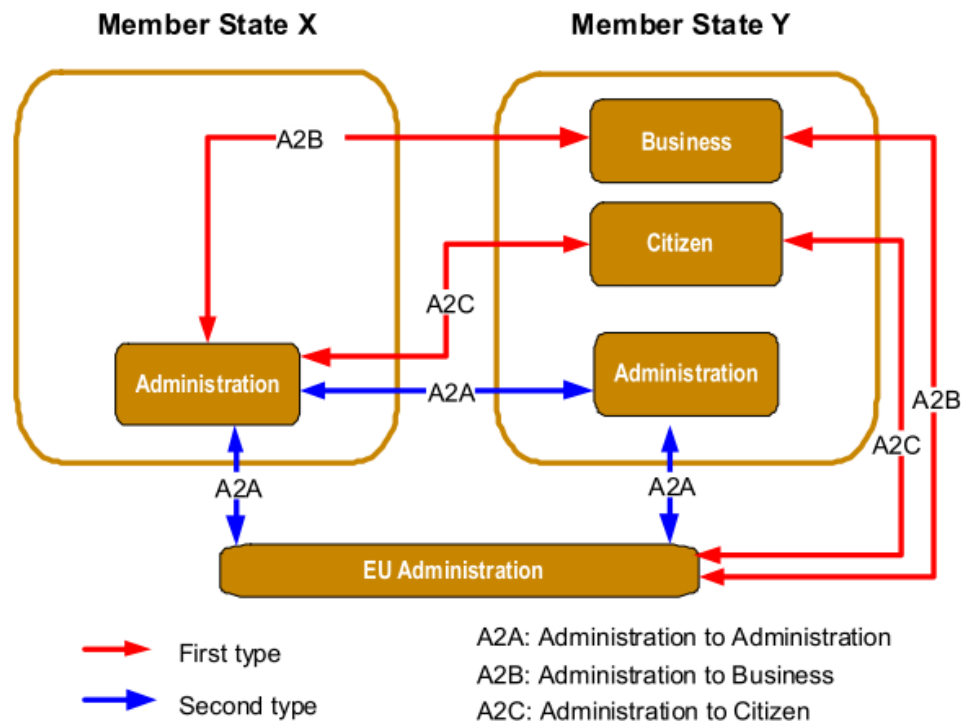 Member State X
Member State Y
A2B
Business
Citizen
A2C
Administration
A2A
Administration
A2B
A2C
A2A
A2A
EU Administration
First type
Second type
A2A: Administration to Administration
A2B: Administration to Business
A2C: Administration to Citizen